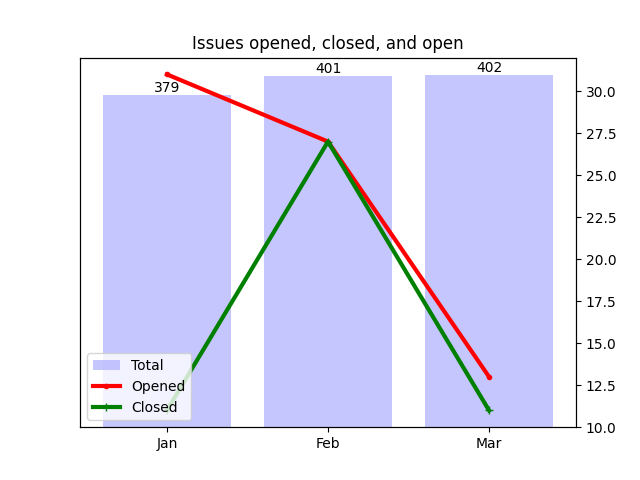 Issues opened, closed, and open
379
401
402
30.0
27.5
25.0
22.5
20.0
17.5
15.0
12.5
10.0
Total
Opened
Closed
Jan
Feb
Mar